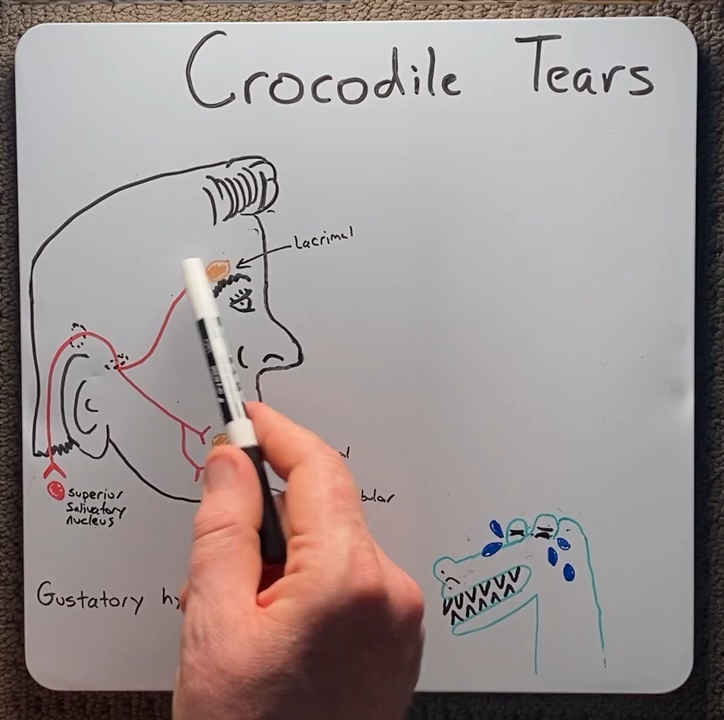 Crocodile Tears
Lacrimal
Superior
Salivatory
nucleus
Gustatory